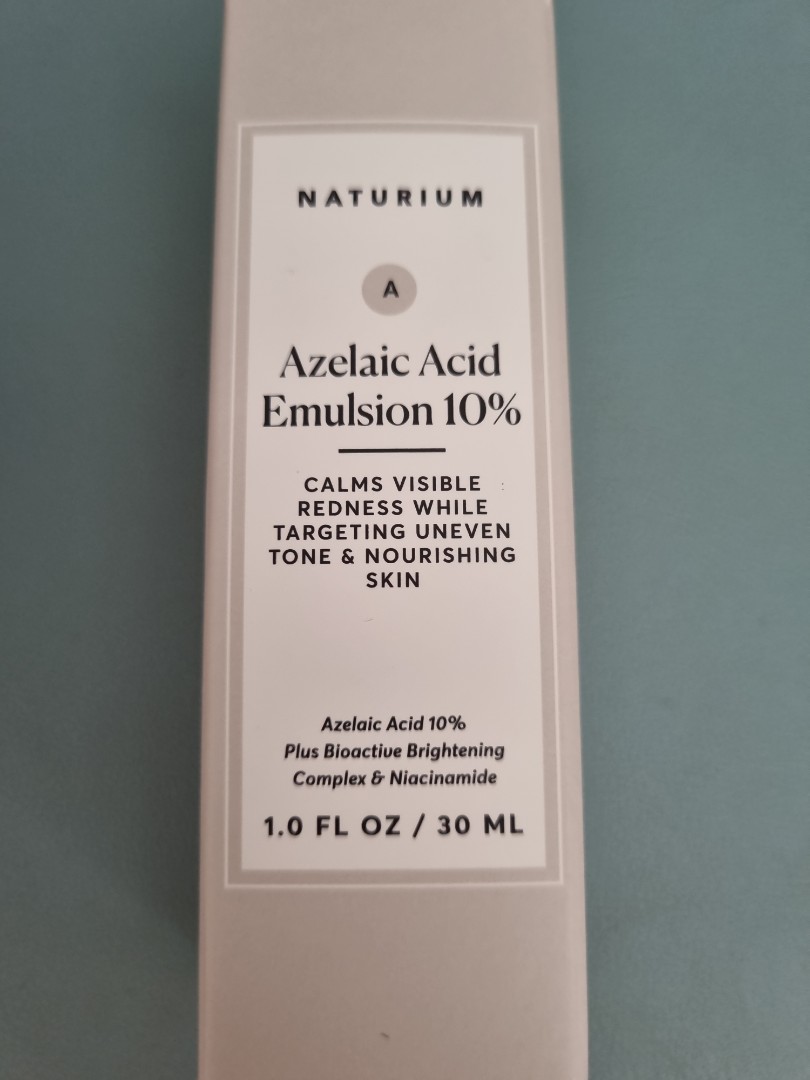 NATURIUM
A
Azelaic Acid
Emulsion 10%
CALMS VISIBLE
REDNESS WHILE
TARGETING UNEVEN
TONE & NOURISHING
SKIN
Azelaic Acid 10%
Plus Bioactive Brightening
Complex & Niacinamide
1.0 FL OZ / 30 ML